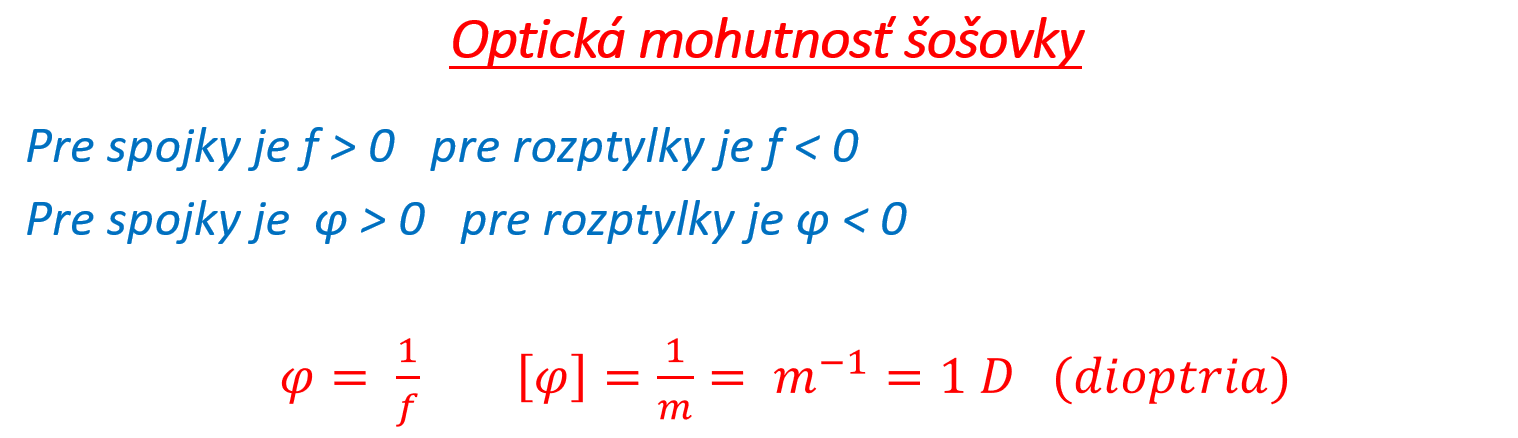 Optická mohutnosť šošovky
Pre spojky je f > 0 pre rozptylky je f < 0
Pre spojky je φ > 0 pre rozptylky je φ < 0
φ = 1/f [φ] = 1/m = m⁻¹ = 1 D (dioptria)